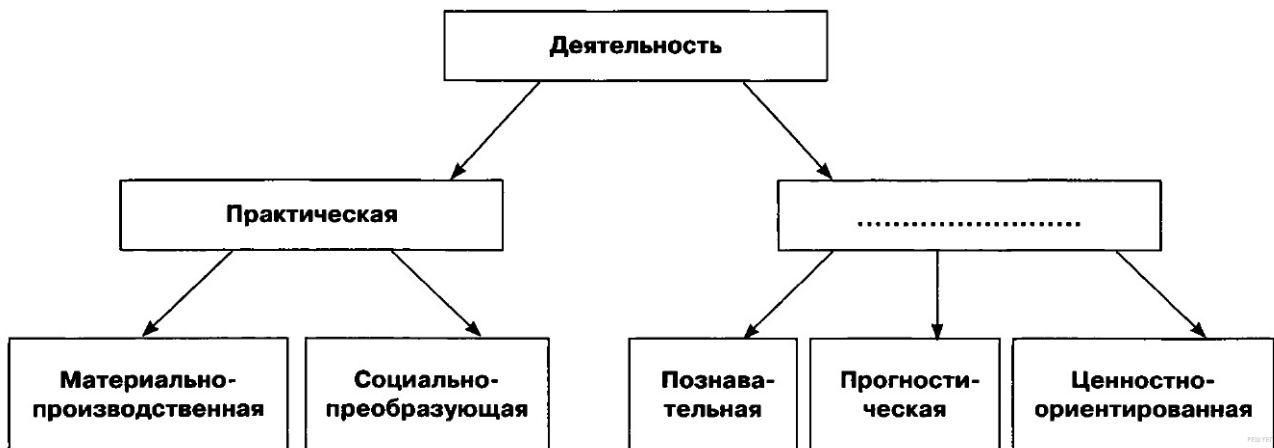 Деятельность
Практическая
........................
Материально-
производственная
Социально-
преобразующая
Познава-
тельная
Прогности-
ческая
Ценностно-
ориентированная